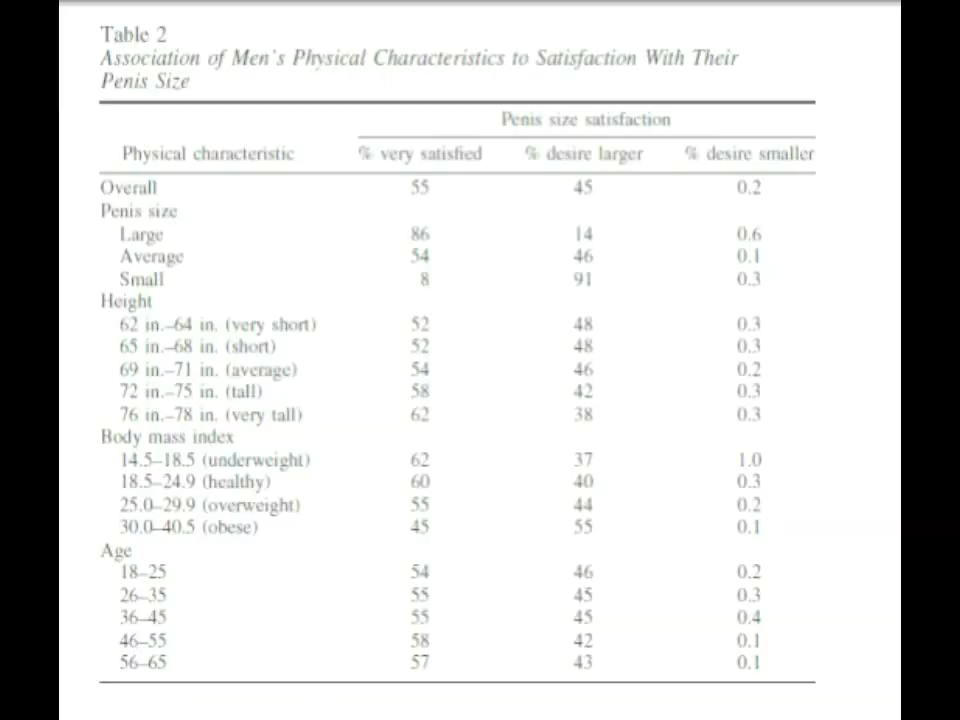 Table 2
Association of Men's Physical Characteristics to Satisfaction With Their
Penis Size
Penis size satisfaction
Physical characteristic % very satisfied % desire larger % desire smaller
Overall 55 45 0.2
Penis size
Large 86 14 0.6
Average 54 46 0.1
Small 8 91 0.3
Height
62 in.–64 in. (very short) 52 48 0.3
65 in.–68 in. (short) 52 48 0.3
69 in.–71 in. (average) 54 46 0.2
72 in.–75 in. (tall) 58 42 0.3
76 in.–78 in. (very tall) 62 38 0.3
Body mass index
14.5–18.5 (underweight) 62 37 1.0
18.5–24.9 (healthy) 60 40 0.3
25.0–29.9 (overweight) 55 44 0.2
30.0–40.5 (obese) 45 55 0.1
Age
18–25 54 46 0.2
26–35 55 45 0.3
36–45 55 45 0.4
46–55 58 42 0.1
56–65 57 43 0.1